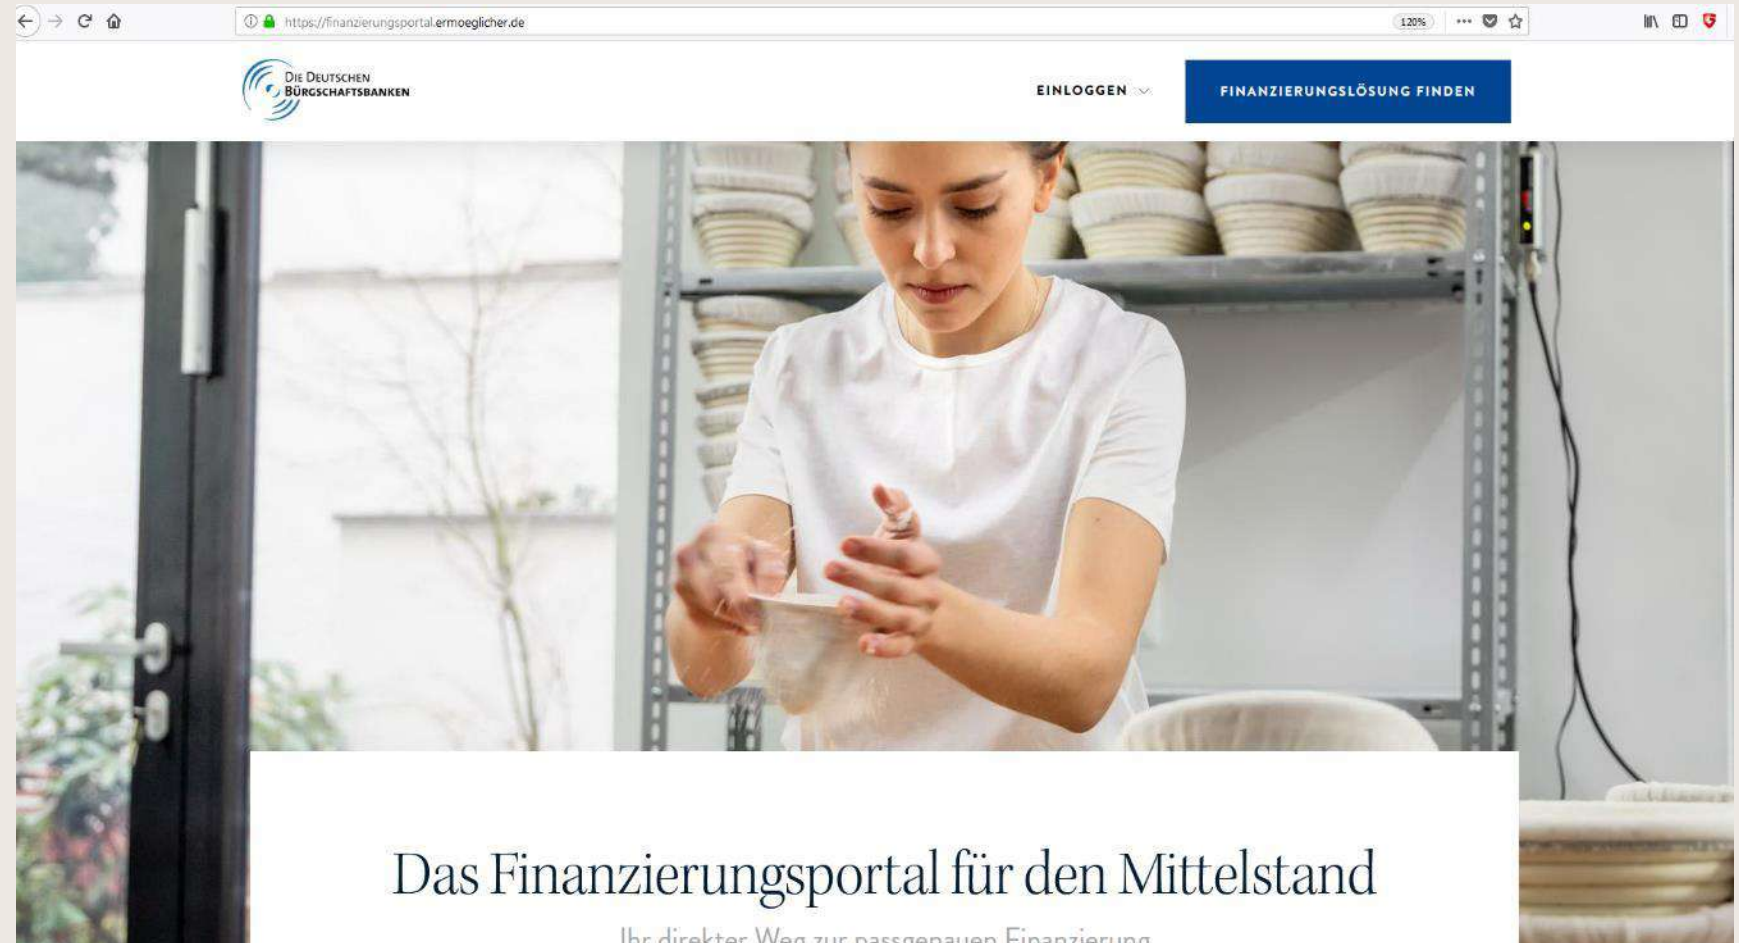 https://finanzierungsportal.ermoeglicher.de
120%
DIE DEUTSCHEN
BÜRGSCHAFTSBANKEN
EINLOGGEN
FINANZIERUNGSLÖSUNG FINDEN
Das Finanzierungsportal für den Mittelstand
Ihr direkter Weg zur passgenauen Finanzierung